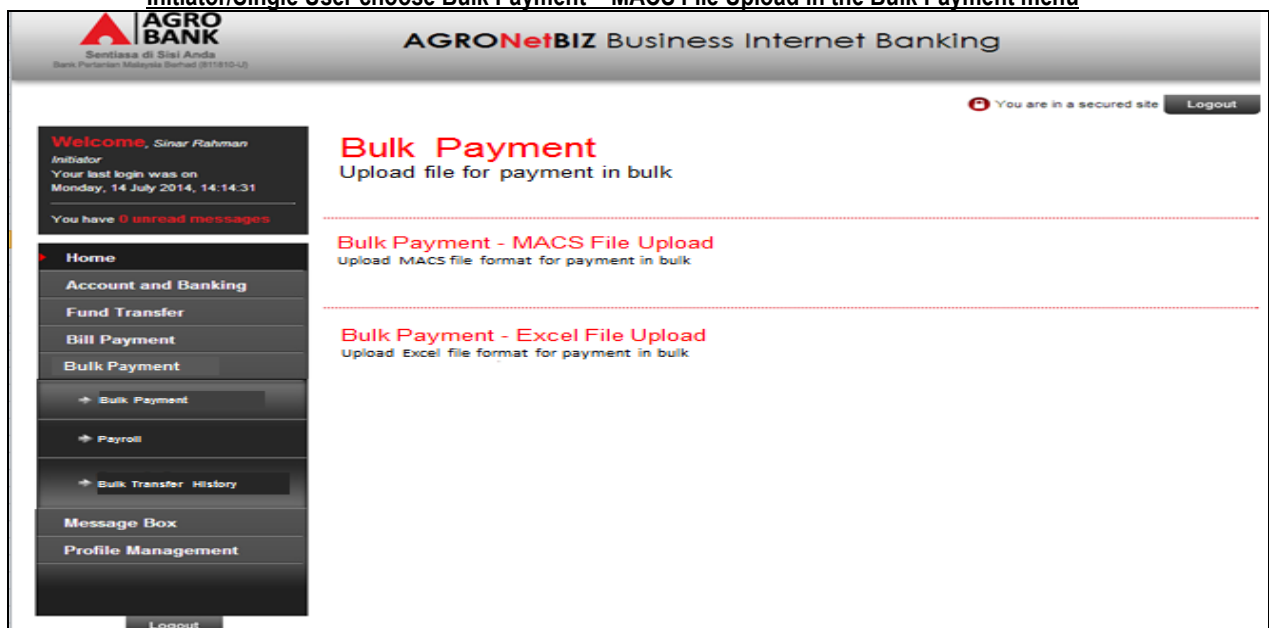 Initiator/Single User choose Bulk Payment – MACS File Upload in the Bulk Payment menu
AGRO
BANK
Sentiasa di Sisi Anda
Bank Pertanian Malaysia Berhad (811810-U)
AGRONetBIZ Business Internet Banking
You are in a secured site
Logout
Welcome, Sinar Rahman
Initiator
Your last login was on
Monday, 14 July 2014, 14:14:31
You have 0 unread messages
Home
Account and Banking
Fund Transfer
Bill Payment
Bulk Payment
Bulk Payment
Payroll
Bulk Transfer History
Message Box
Profile Management
Logout
Bulk Payment
Upload file for payment in bulk
Bulk Payment - MACS File Upload
Upload MACS file format for payment in bulk
Bulk Payment - Excel File Upload
Upload Excel file format for payment in bulk